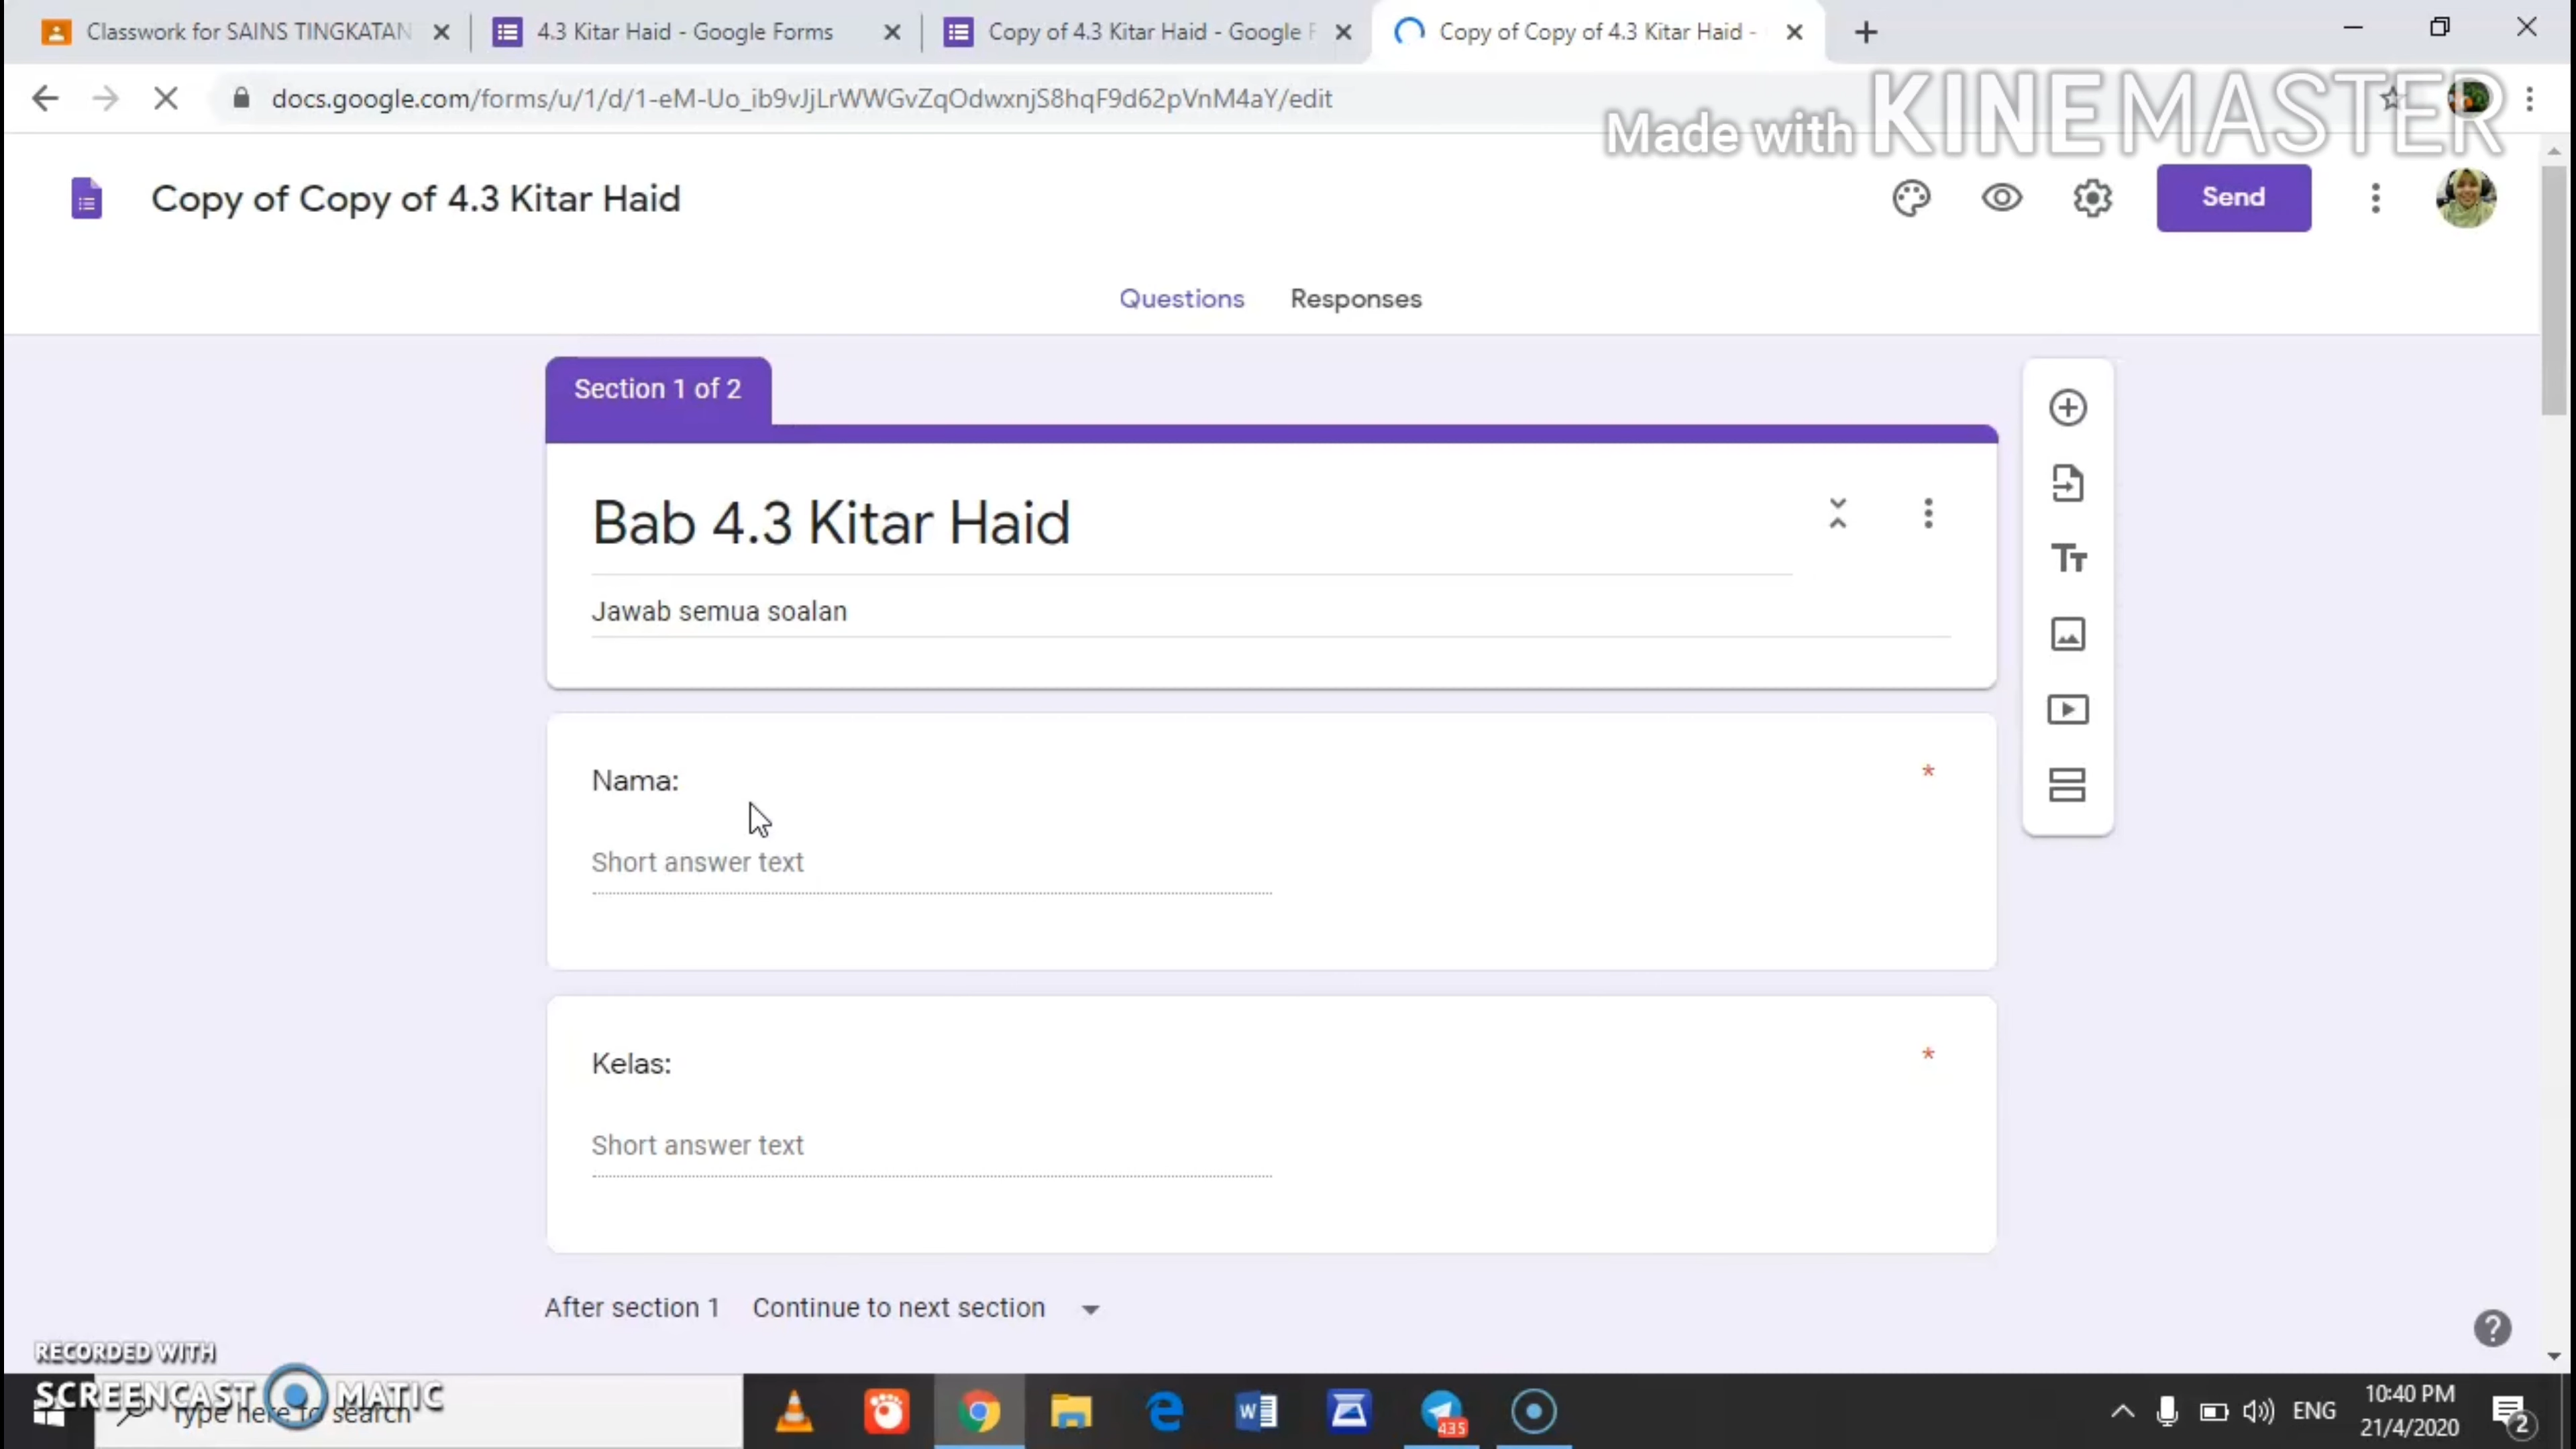 Classwork for SAINS TINGKATAN
4.3 Kitar Haid - Google Forms
Copy of 4.3 Kitar Haid - Google F
Copy of Copy of 4.3 Kitar Haid -
docs.google.com/forms/u/1/d/1-eM-Uo_ib9vJjLrWWGvZqOdwxnjS8hqF9d62pVnM4aY/edit
Made with KINEMASTER
Copy of Copy of 4.3 Kitar Haid
Send
Questions
Responses
Section 1 of 2
Bab 4.3 Kitar Haid
Jawab semua soalan
Nama:
*
Short answer text
Kelas:
*
Short answer text
After section 1 Continue to next section
RECORDED WITH
SCREENCAST MATIC
Type here to search
435
ENG
10:40 PM
21/4/2020
2